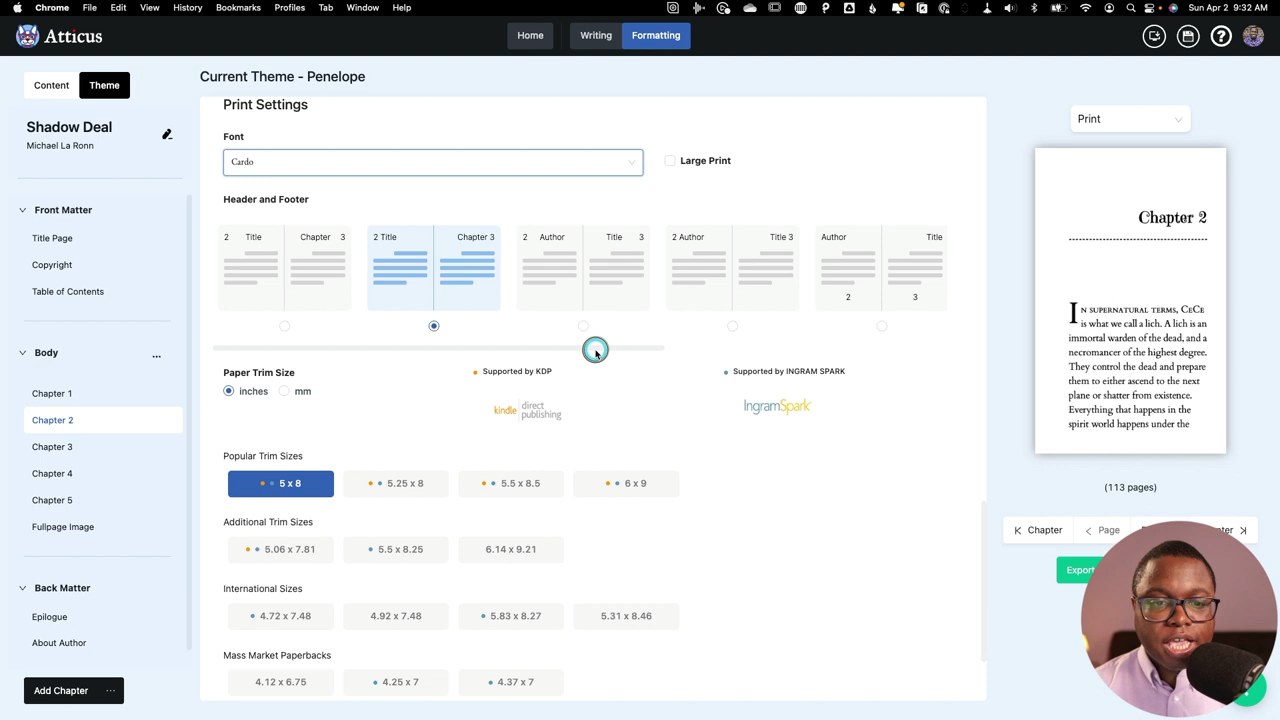 Chrome File Edit View History Bookmarks Profiles Tab Window Help
Sun Apr 2 9:32 AM
Atticus
Home Writing Formatting
Content Theme
Current Theme - Penelope
Shadow Deal
Michael La Ronn
Front Matter
Title Page
Copyright
Table of Contents
Body
...
Chapter 1
Chapter 2
Chapter 3
Chapter 4
Chapter 5
Fullpage Image
Back Matter
Epilogue
About Author
Add Chapter ...
Print Settings
Font
Cardo
Large Print
Header and Footer
2 Title Chapter 3
2 Title Chapter 3
2 Author Title 3
2 Author Title 3
Author Title
2 3
Paper Trim Size
inches mm
Supported by KDP
kindle direct publishing
Supported by INGRAM SPARK
IngramSpark
Popular Trim Sizes
5 x 8 5.25 x 8 5.5 x 8.5 6 x 9
Additional Trim Sizes
5.06 x 7.81 5.5 x 8.25 6.14 x 9.21
International Sizes
4.72 x 7.48 4.92 x 7.48 5.83 x 8.27 5.31 x 8.46
Mass Market Paperbacks
4.12 x 6.75 4.25 x 7 4.37 x 7
Print
Chapter 2
IN SUPERNATURAL TERMS, CECE
is what we call a lich. A lich is an
immortal warden of the dead, and a
necromancer of the highest degree.
They control the dead and prepare
them to either ascend to the next
plane or shatter from existence.
Everything that happens in the
spirit world happens under the
(113 pages)
Chapter Page
Export